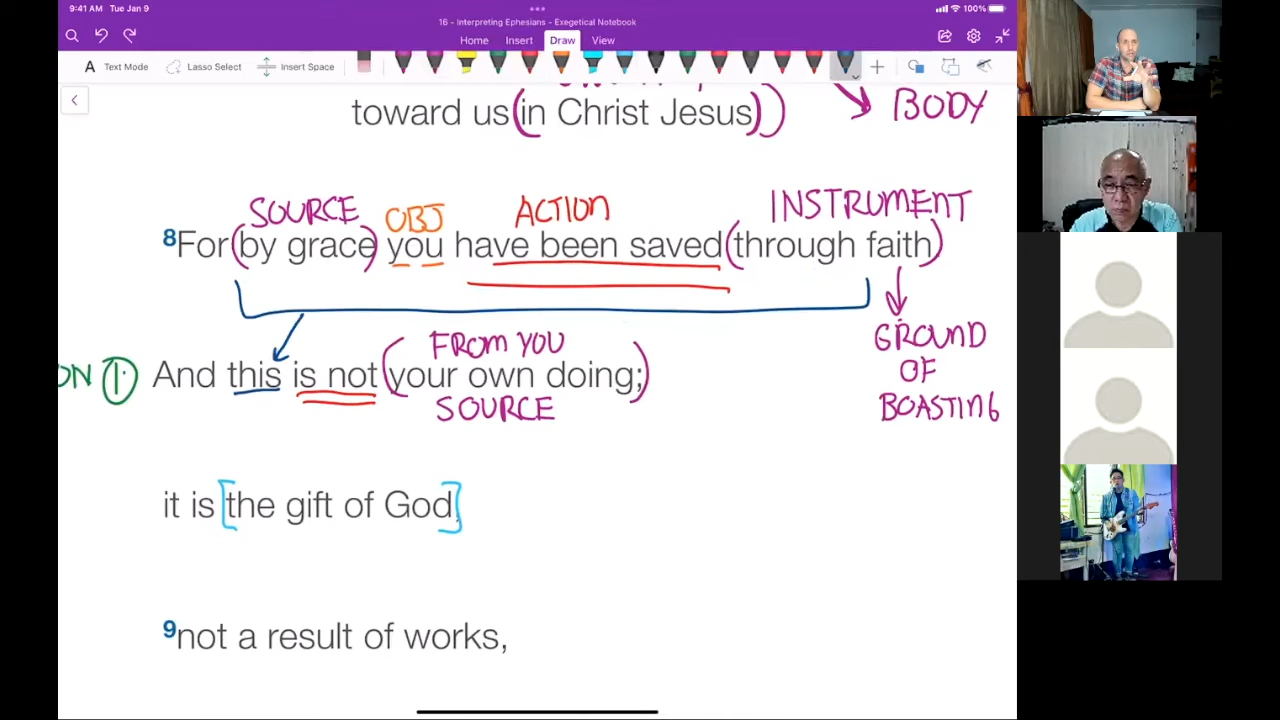 9:41 AM Tue Jan 9
100%
16 - Interpreting Ephesians - Exegetical Notebook
Home Insert Draw View
A Text Mode Lasso Select Insert Space
toward us (in Christ Jesus))
BODY
SOURCE OBJ ACTION INSTRUMENT
8For (by grace) you have been saved (through faith)
GROUND
OF
BOASTING
FROM YOU
ON 1. And this is not (your own doing;)
SOURCE
it is [the gift of God,]
9not a result of works,